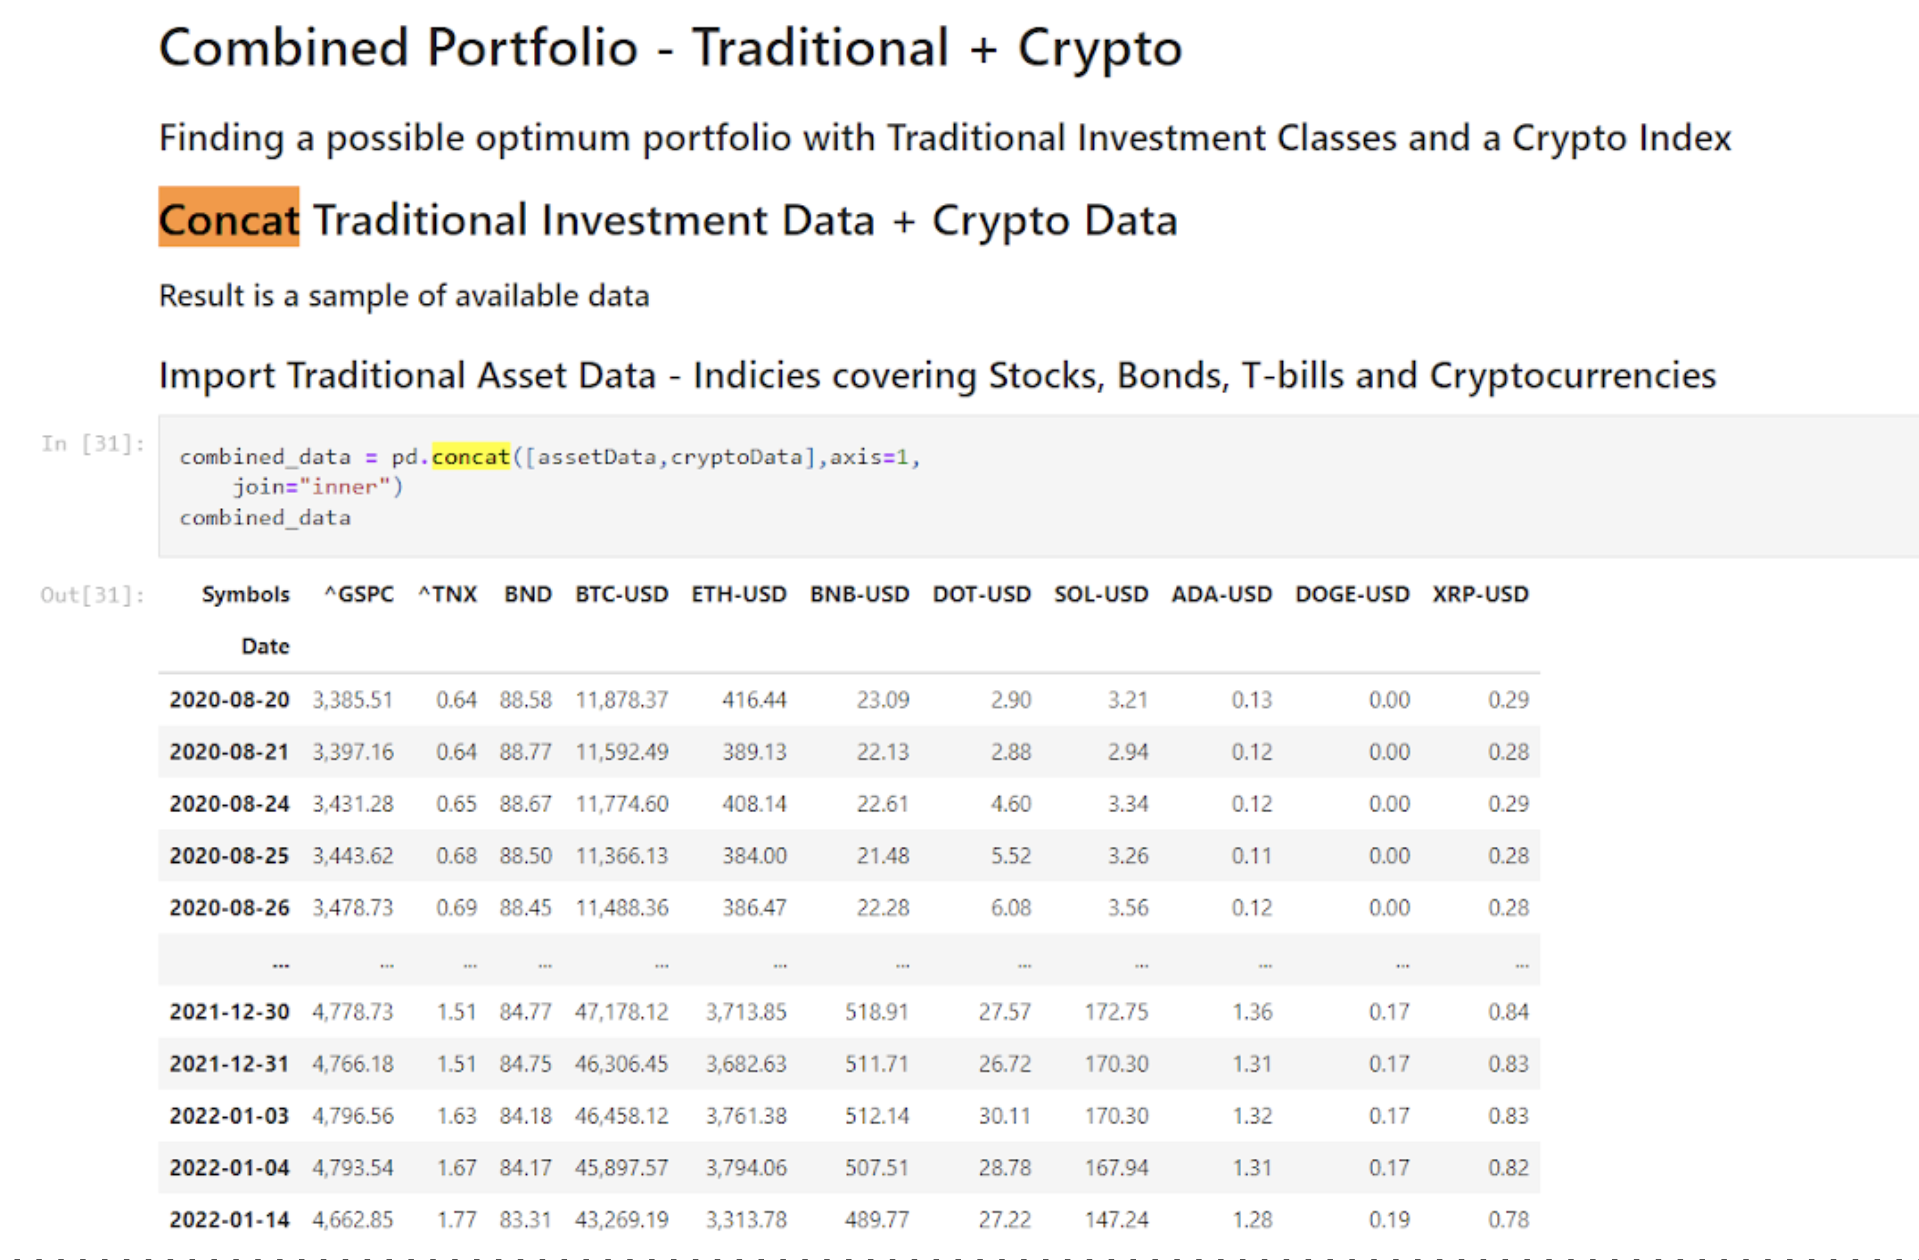 Combined Portfolio - Traditional + Crypto
Finding a possible optimum portfolio with Traditional Investment Classes and a Crypto Index
Concat Traditional Investment Data + Crypto Data
Result is a sample of available data
Import Traditional Asset Data - Indicies covering Stocks, Bonds, T-bills and Cryptocurrencies
In [31]: combined_data = pd.concat([assetData,cryptoData],axis=1,
join="inner")
combined_data
Out[31]: Symbols ^GSPC ^TNX BND BTC-USD ETH-USD BNB-USD DOT-USD SOL-USD ADA-USD DOGE-USD XRP-USD
Date
2020-08-20 3,385.51 0.64 88.58 11,878.37 416.44 23.09 2.90 3.21 0.13 0.00 0.29
2020-08-21 3,397.16 0.64 88.77 11,592.49 389.13 22.13 2.88 2.94 0.12 0.00 0.28
2020-08-24 3,431.28 0.65 88.67 11,774.60 408.14 22.61 4.60 3.34 0.12 0.00 0.29
2020-08-25 3,443.62 0.68 88.50 11,366.13 384.00 21.48 5.52 3.26 0.11 0.00 0.28
2020-08-26 3,478.73 0.69 88.45 11,488.36 386.47 22.28 6.08 3.56 0.12 0.00 0.28
... ... ... ... ... ... ... ... ... ... ... ...
2021-12-30 4,778.73 1.51 84.77 47,178.12 3,713.85 518.91 27.57 172.75 1.36 0.17 0.84
2021-12-31 4,766.18 1.51 84.75 46,306.45 3,682.63 511.71 26.72 170.30 1.31 0.17 0.83
2022-01-03 4,796.56 1.63 84.18 46,458.12 3,761.38 512.14 30.11 170.30 1.32 0.17 0.83
2022-01-04 4,793.54 1.67 84.17 45,897.57 3,794.06 507.51 28.78 167.94 1.31 0.17 0.82
2022-01-14 4,662.85 1.77 83.31 43,269.19 3,313.78 489.77 27.22 147.24 1.28 0.19 0.78